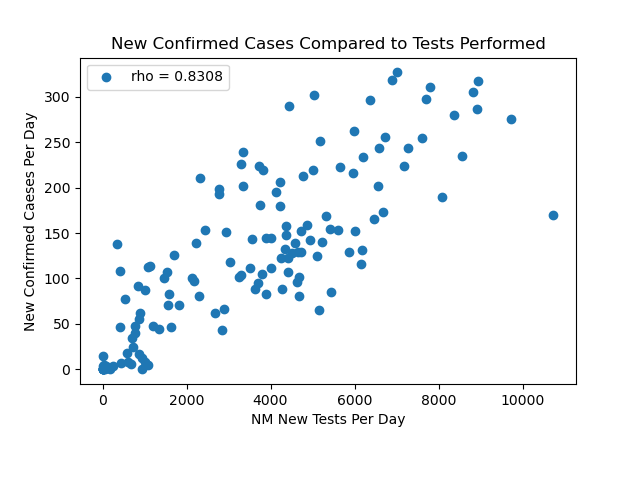 New Confirmed Cases Compared to Tests Performed
rho = 0.8308
New Confirmed Caeses Per Day
300
250
200
150
100
50
0
0 2000 4000 6000 8000 10000
NM New Tests Per Day